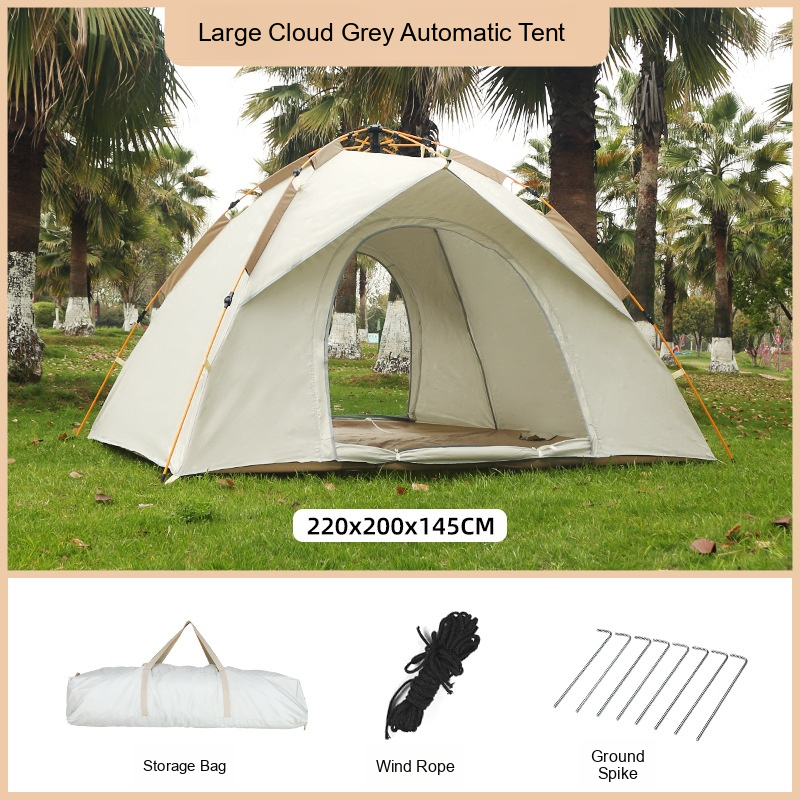 Large Cloud Grey Automatic Tent
220x200x145CM
Storage Bag
Wind Rope
Ground
Spike